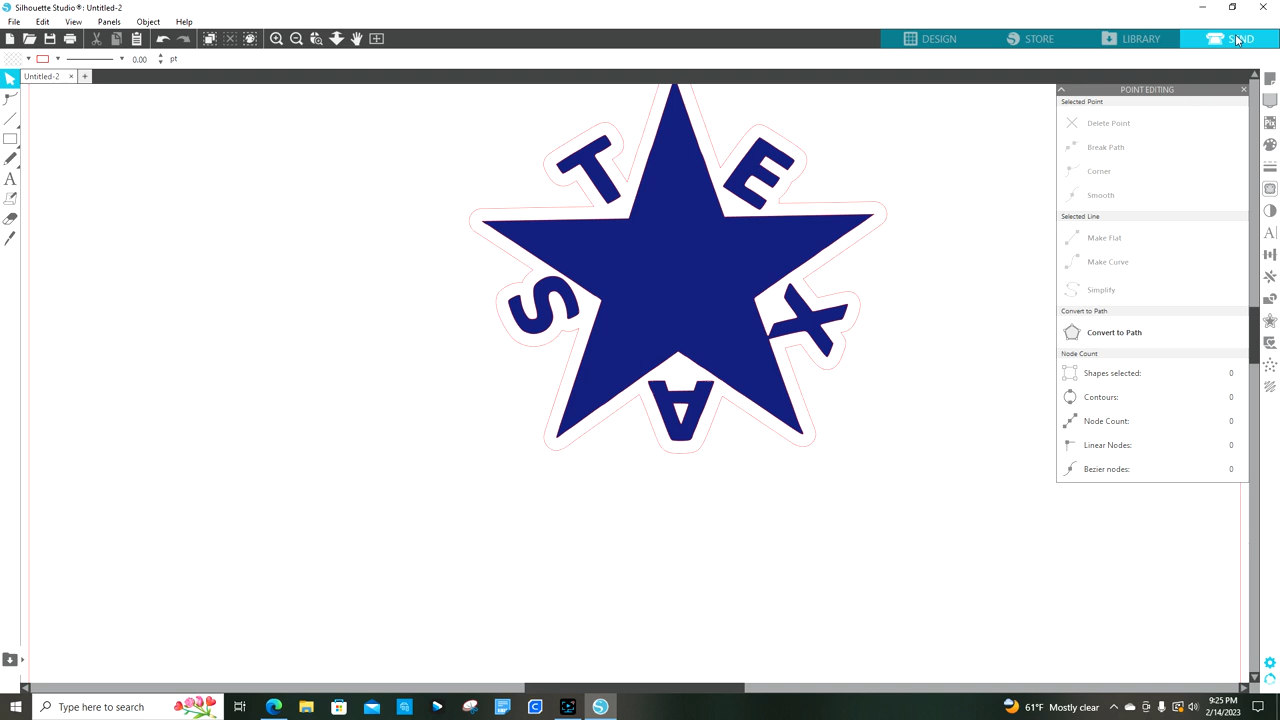 Silhouette Studio®: Untitled-2
File Edit View Panels Object Help
DESIGN STORE LIBRARY SEND
0.00 pt
Untitled-2 × +
POINT EDITING
Selected Point
Delete Point
Break Path
Corner
Smooth
Selected Line
Make Flat
Make Curve
Simplify
Convert to Path
Convert to Path
Node Count
Shapes selected: 0
Contours: 0
Node Count: 0
Linear Nodes: 0
Bezier nodes: 0
T E
S X
A
Type here to search
61°F Mostly clear
9:25 PM
2/14/2023